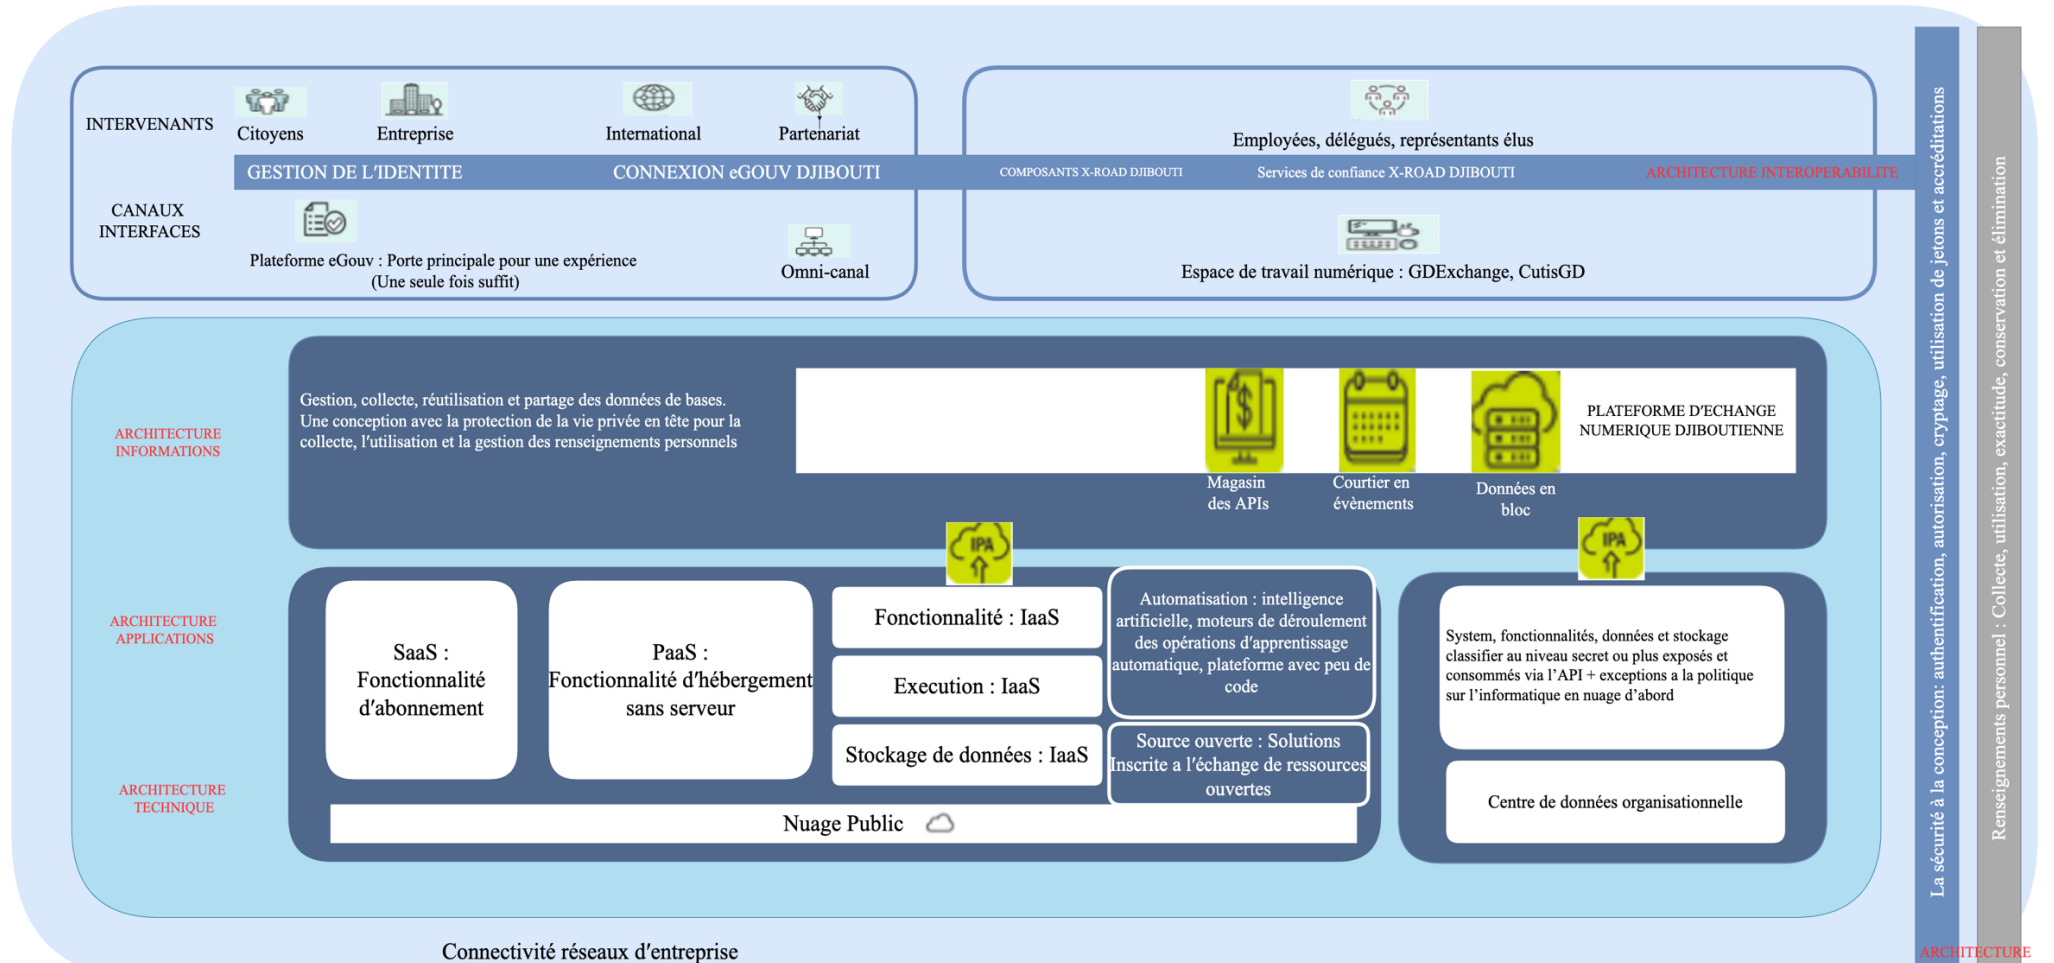 INTERVENANTS
Citoyens
Entreprise
International
Partenariat
Employées, délégués, représentants élus
GESTION DE L'IDENTITE
CONNEXION eGOUV DJIBOUTI
COMPOSANTS X-ROAD DJIBOUTI
Services de confiance X-ROAD DJIBOUTI
ARCHITECTURE INTEROPERABILITE
CANAUX
INTERFACES
Plateforme eGouv : Porte principale pour une expérience
(Une seule fois suffit)
Omni-canal
Espace de travail numérique : GDExchange, CutisGD
ARCHITECTURE
INFORMATIONS
Gestion, collecte, réutilisation et partage des données de bases.
Une conception avec la protection de la vie privée en tête pour la
collecte, l'utilisation et la gestion des renseignements personnels
PLATEFORME D'ECHANGE
NUMERIQUE DJIBOUTIENNE
Magasin
des APIs
Courtier en
évènements
Données en
bloc
IPA
IPA
ARCHITECTURE
APPLICATIONS
SaaS :
Fonctionnalité
d'abonnement
PaaS :
Fonctionnalité d'hébergement
sans serveur
Fonctionnalité : IaaS
Execution : IaaS
Stockage de données : IaaS
Automatisation : intelligence
artificielle, moteurs de déroulement
des opérations d'apprentissage
automatique, plateforme avec peu de
code
Source ouverte : Solutions
Inscrite a l'échange de ressources
ouvertes
System, fonctionnalités, données et stockage
classifier au niveau secret ou plus exposés et
consommés via l’API + exceptions a la politique
sur l’informatique en nuage d’abord
ARCHITECTURE
TECHNIQUE
Centre de données organisationnelle
Nuage Public
Connectivité réseaux d'entreprise
La sécurité à la conception: authentification, autorisation, cryptage, utilisation de jetons et accréditations
Renseignements personnel : Collecte, utilisation, exactitude, conservation et élimination
ARCHITECTURE